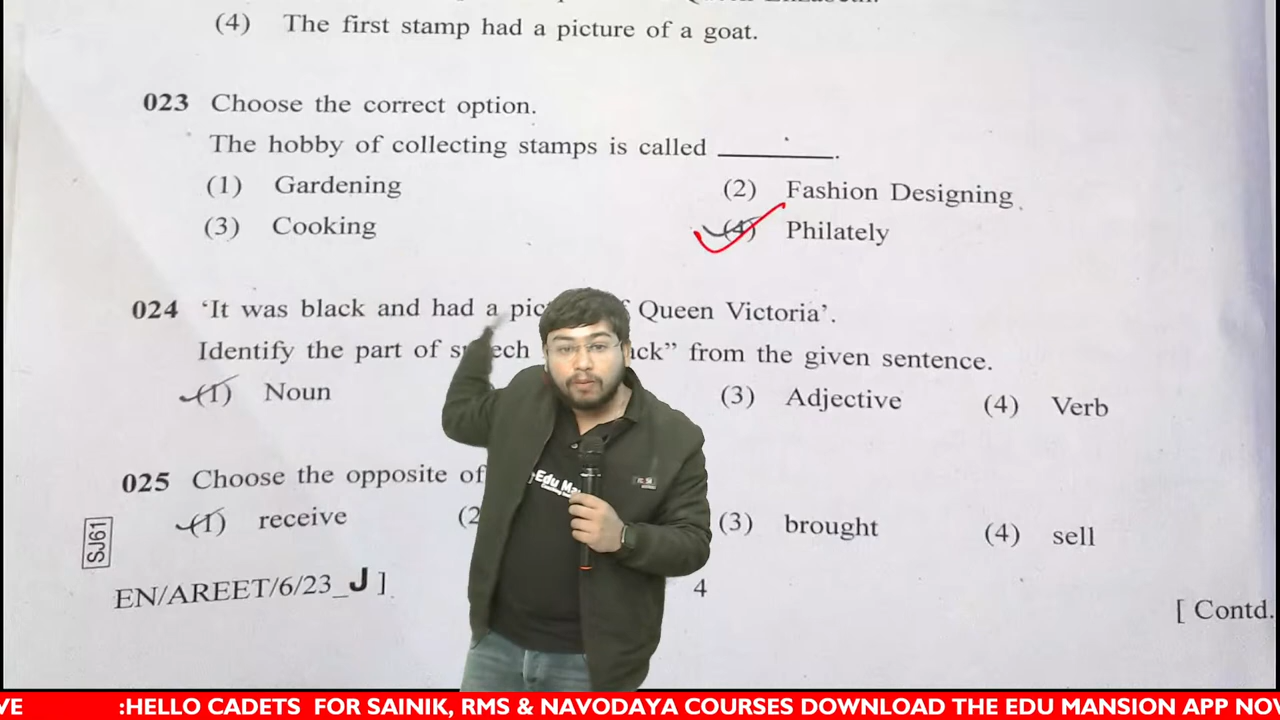 (4) The first stamp had a picture of a goat.
023 Choose the correct option.
The hobby of collecting stamps is called ________.
(1) Gardening (2) Fashion Designing
(3) Cooking (4) Philately
024 ‘It was black and had a Queen Victoria’.
Identify the part of from the given sentence.
(1) Noun (3) Adjective (4) Verb
025 Choose the opposite of
(1) receive (3) brought (4) sell
SJ61
EN/AREET/6/23_J ] 4
[ Contd.
:HELLO CADETS FOR SAINIK, RMS & NAVODAYA COURSES DOWNLOAD THE EDU MANSION APP